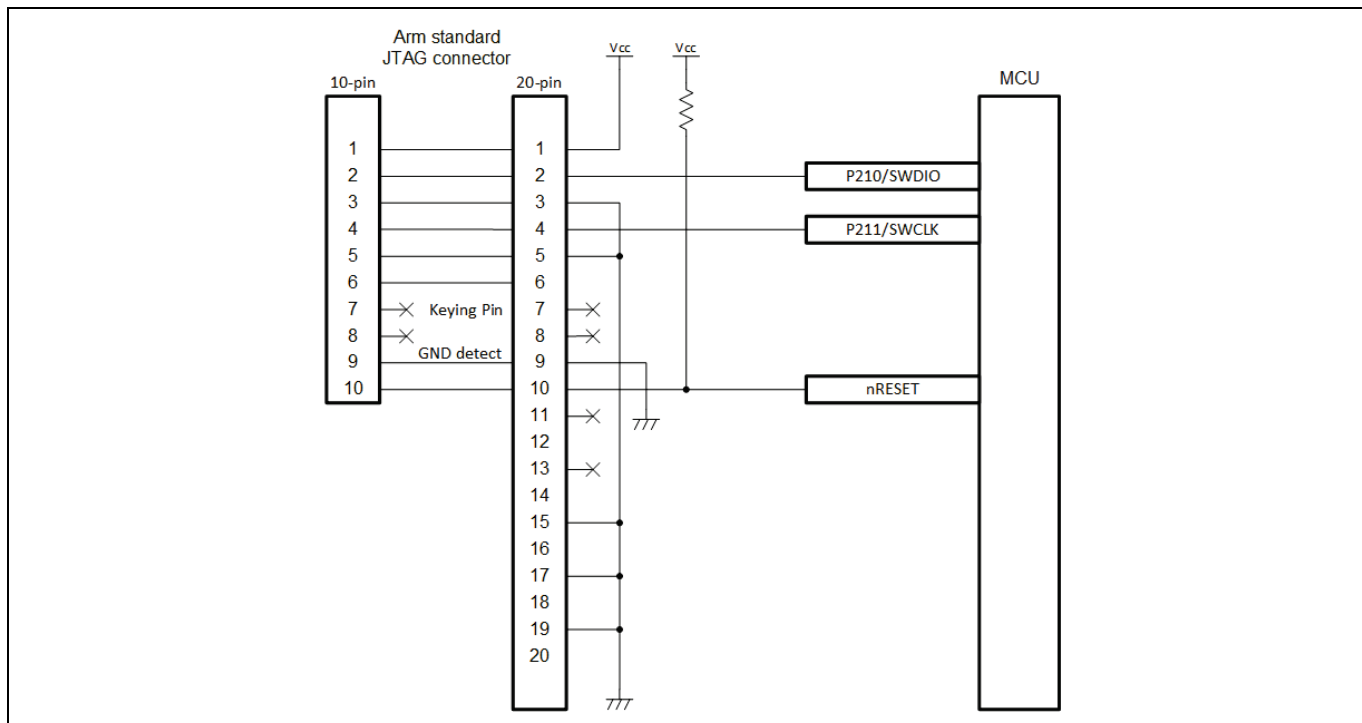 Arm standard
JTAG connector
Vcc Vcc
10-pin 20-pin MCU
1 1
2 2 P210/SWDIO
3 3
4 4 P211/SWCLK
5 5
6 6
7 Keying Pin 7
8 8
GND detect
9 9
10 10 nRESET
11
12
13
14
15
16
17
18
19
20